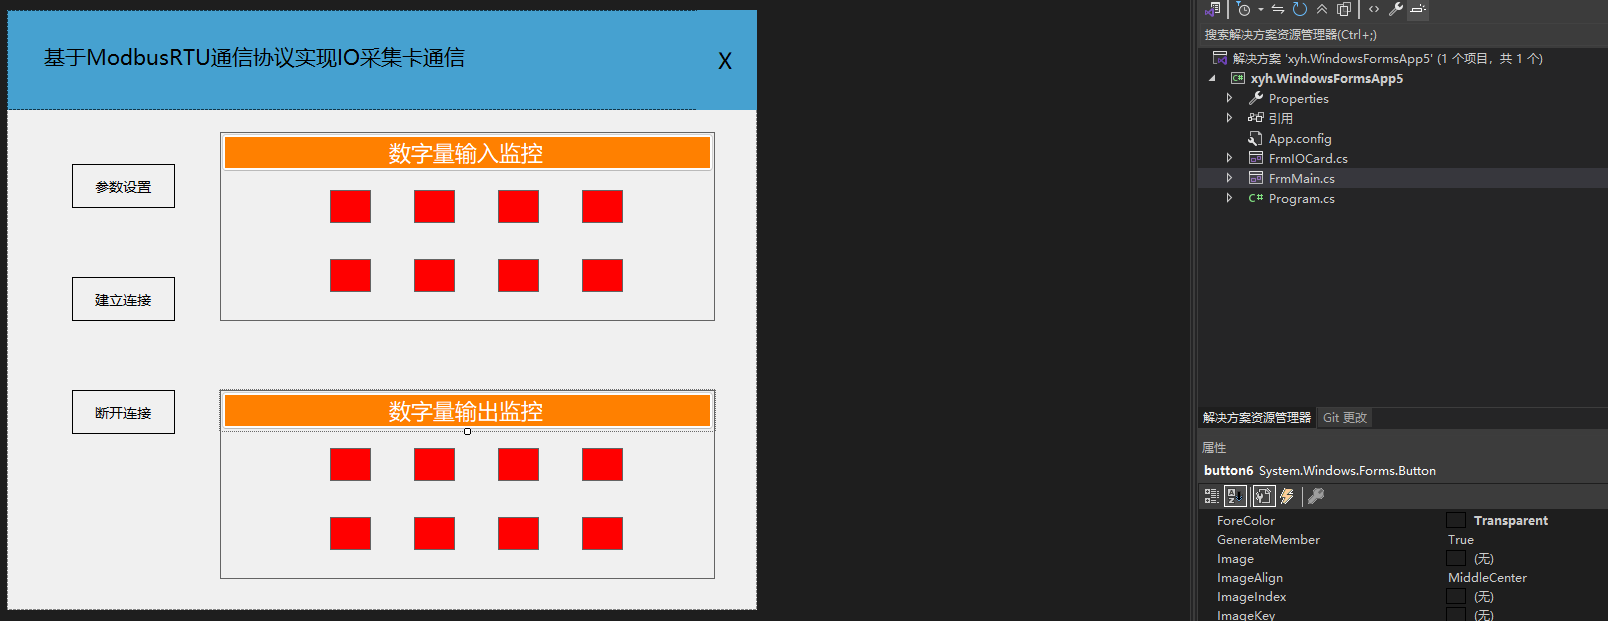 基于ModbusRTU通信协议实现IO采集卡通信
X
参数设置
建立连接
断开连接
数字量输入监控
数字量输出监控
搜索解决方案资源管理器(Ctrl+;)
解决方案 'xyh.WindowsFormsApp5' (1 个项目，共 1 个)
C# xyh.WindowsFormsApp5
Properties
引用
App.config
FrmIOCard.cs
FrmMain.cs
C# Program.cs
解决方案资源管理器 Git 更改
属性
button6 System.Windows.Forms.Button
ForeColor Transparent
GenerateMember True
Image (无)
ImageAlign MiddleCenter
ImageIndex (无)
ImageKey (无)